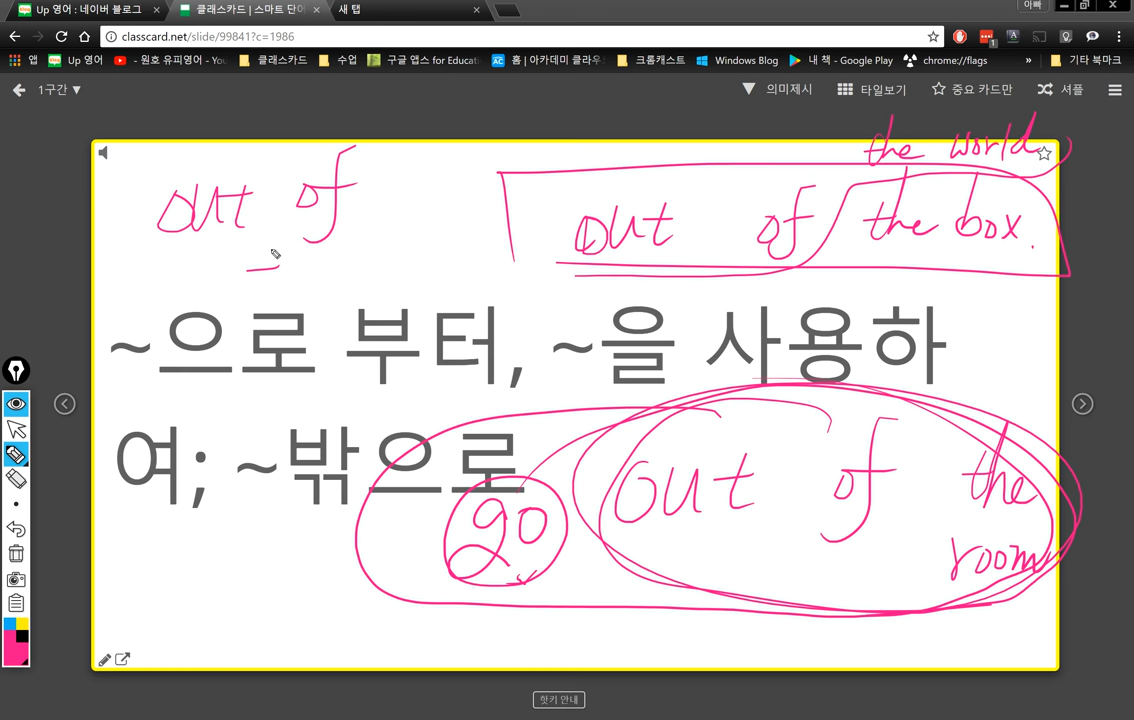 Up 영어 : 네이버 블로그
클래스카드 | 스마트 단어
새 탭
아빠
classcard.net/slide/99841?c=1986
앱 Up 영어 - 원호 유피영어 - You 클래스카드 수업 구글 앱스 for Educati 홈 | 아카데미 클라우 크롬캐스트 Windows Blog 내 책 - Google Play chrome://flags » 기타 북마크
1구간 ▼ 의미제시 타일보기 중요 카드만 셔플
the world
out of
out of the box.
~으로 부터, ~을 사용하
여; ~밖으로
go out of the
room
핫키 안내